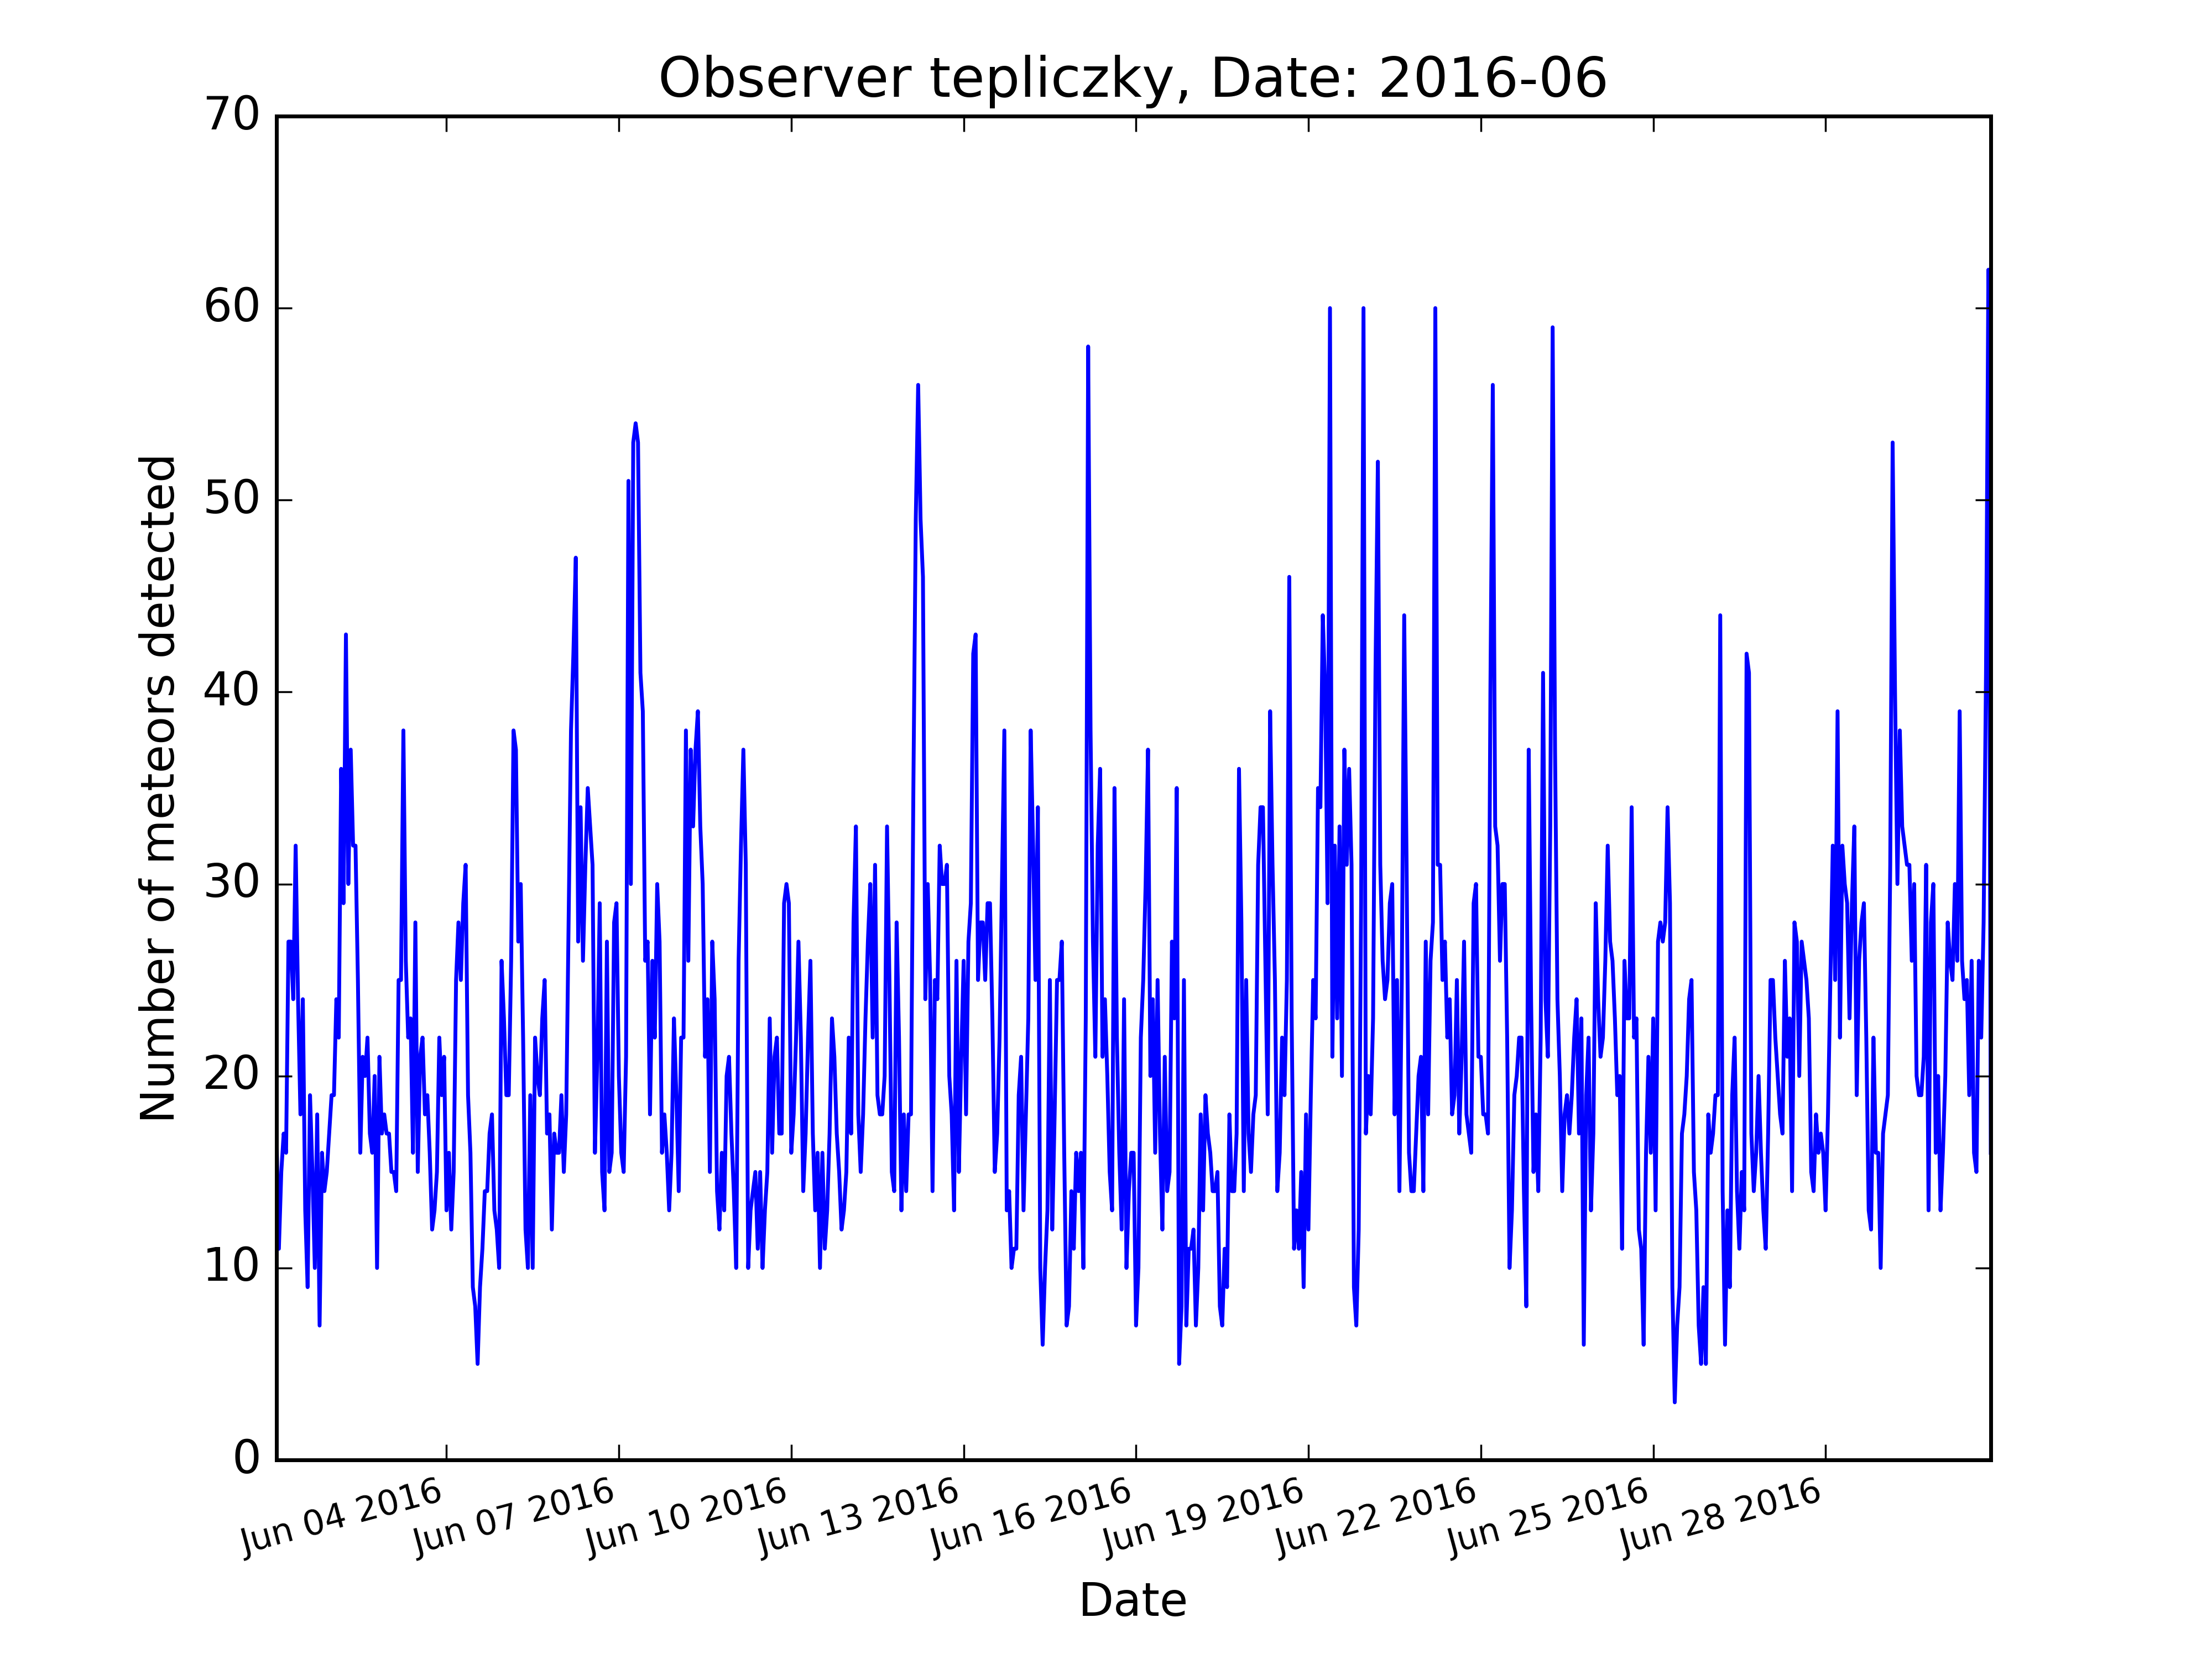 Observer tepliczky, Date: 2016-06
Number of meteors detected
70
60
50
40
30
20
10
0
Jun 04 2016
Jun 07 2016
Jun 10 2016
Jun 13 2016
Jun 16 2016
Jun 19 2016
Jun 22 2016
Jun 25 2016
Jun 28 2016
Date